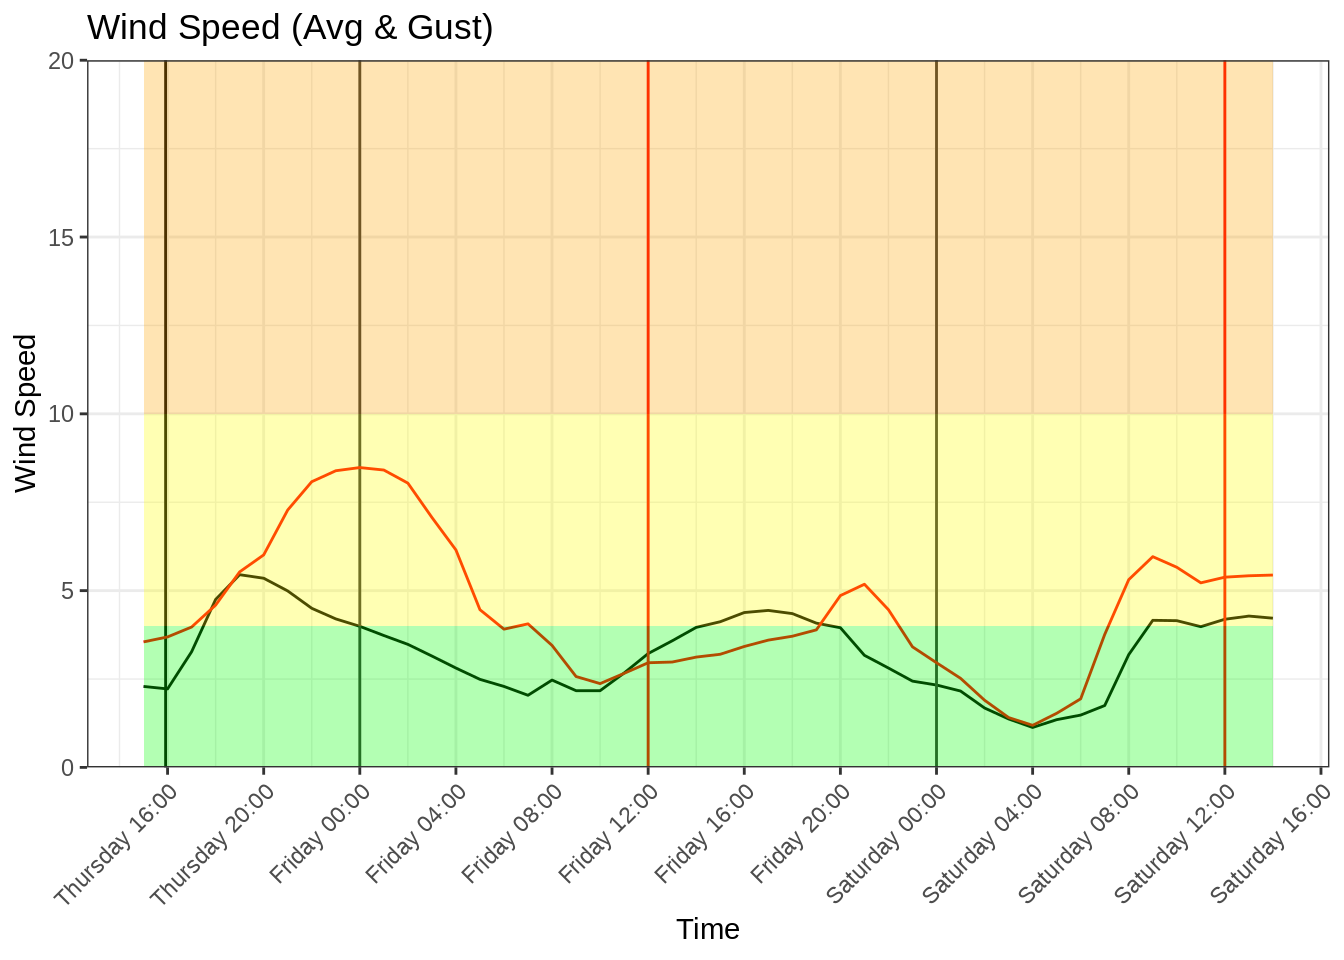 Wind Speed (Avg & Gust)
20
15
10
5
0
Wind Speed
Thursday 16:00
Thursday 20:00
Friday 00:00
Friday 04:00
Friday 08:00
Friday 12:00
Friday 16:00
Friday 20:00
Saturday 00:00
Saturday 04:00
Saturday 08:00
Saturday 12:00
Saturday 16:00
Time